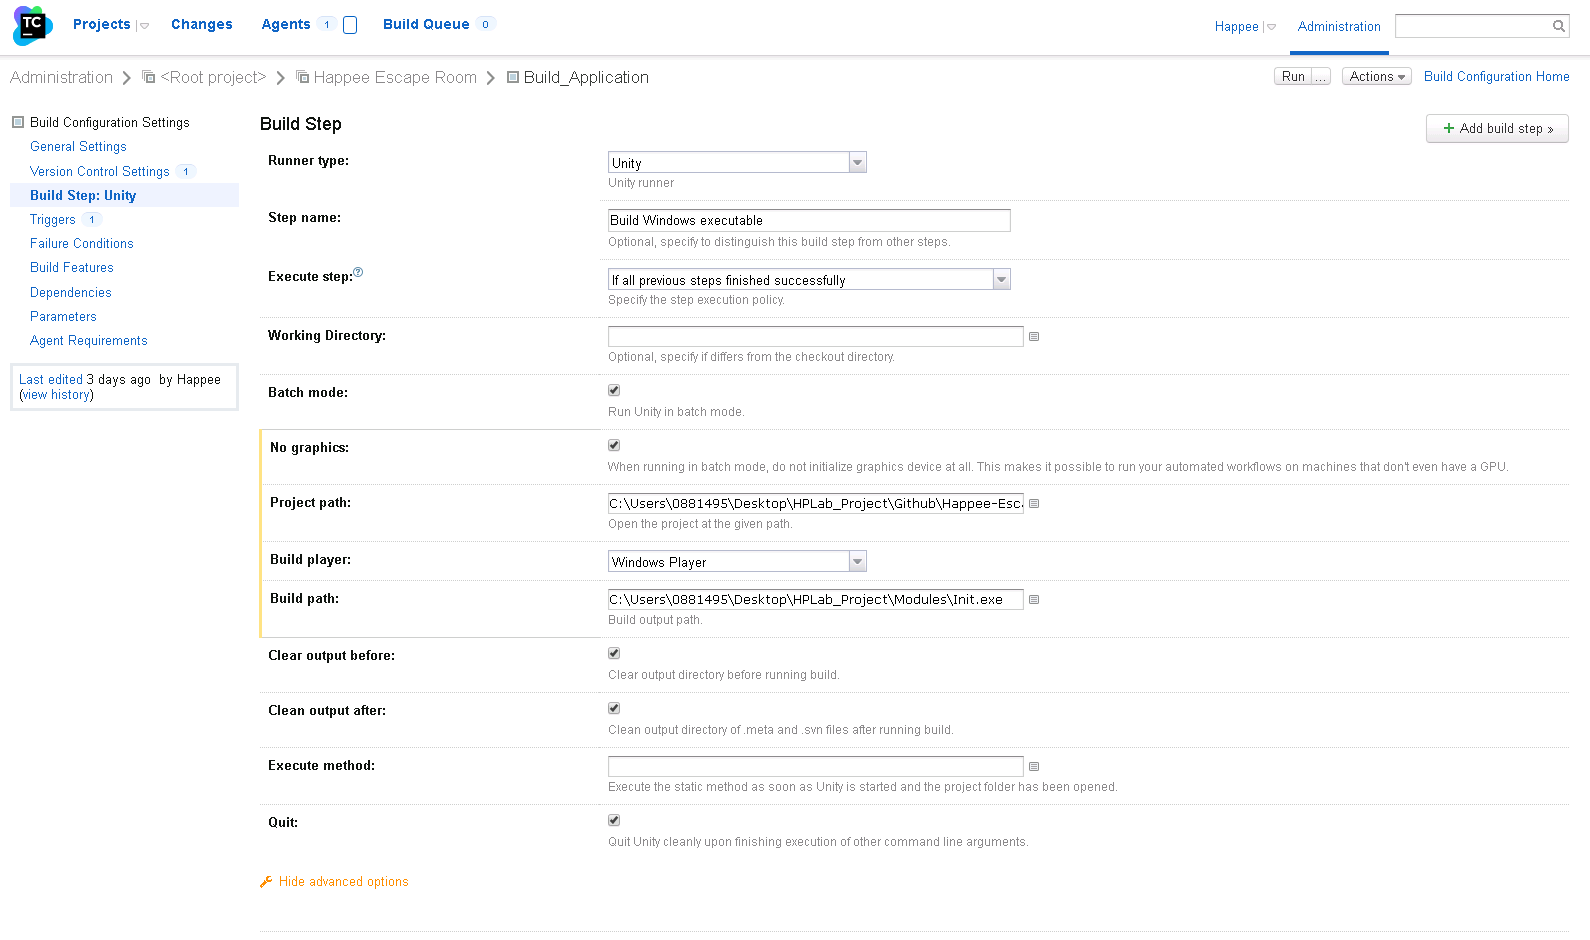 TC
Projects
Changes
Agents 1
Build Queue 0
Happee
Administration
Administration
<Root project>
Happee Escape Room
Build_Application
Run ...
Actions
Build Configuration Home
Build Configuration Settings
General Settings
Version Control Settings 1
Build Step: Unity
Triggers 1
Failure Conditions
Build Features
Dependencies
Parameters
Agent Requirements
Last edited 3 days ago by Happee
(view history)
Build Step
+ Add build step »
Runner type:
Unity
Unity runner
Step name:
Build Windows executable
Optional, specify to distinguish this build step from other steps.
Execute step:?
If all previous steps finished successfully
Specify the step execution policy.
Working Directory:
Optional, specify if differs from the checkout directory.
Batch mode:
Run Unity in batch mode.
No graphics:
When running in batch mode, do not initialize graphics device at all. This makes it possible to run your automated workflows on machines that don't even have a GPU.
Project path:
C:\Users\0881495\Desktop\HPLab_Project\Github\Happee-Esc
Open the project at the given path.
Build player:
Windows Player
Build path:
C:\Users\0881495\Desktop\HPLab_Project\Modules\Init.exe
Build output path.
Clear output before:
Clear output directory before running build.
Clean output after:
Clean output directory of .meta and .svn files after running build.
Execute method:
Execute the static method as soon as Unity is started and the project folder has been opened.
Quit:
Quit Unity cleanly upon finishing execution of other command line arguments.
Hide advanced options